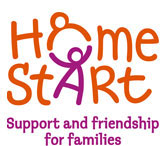 HOme
StARt
Support and friendship
for families